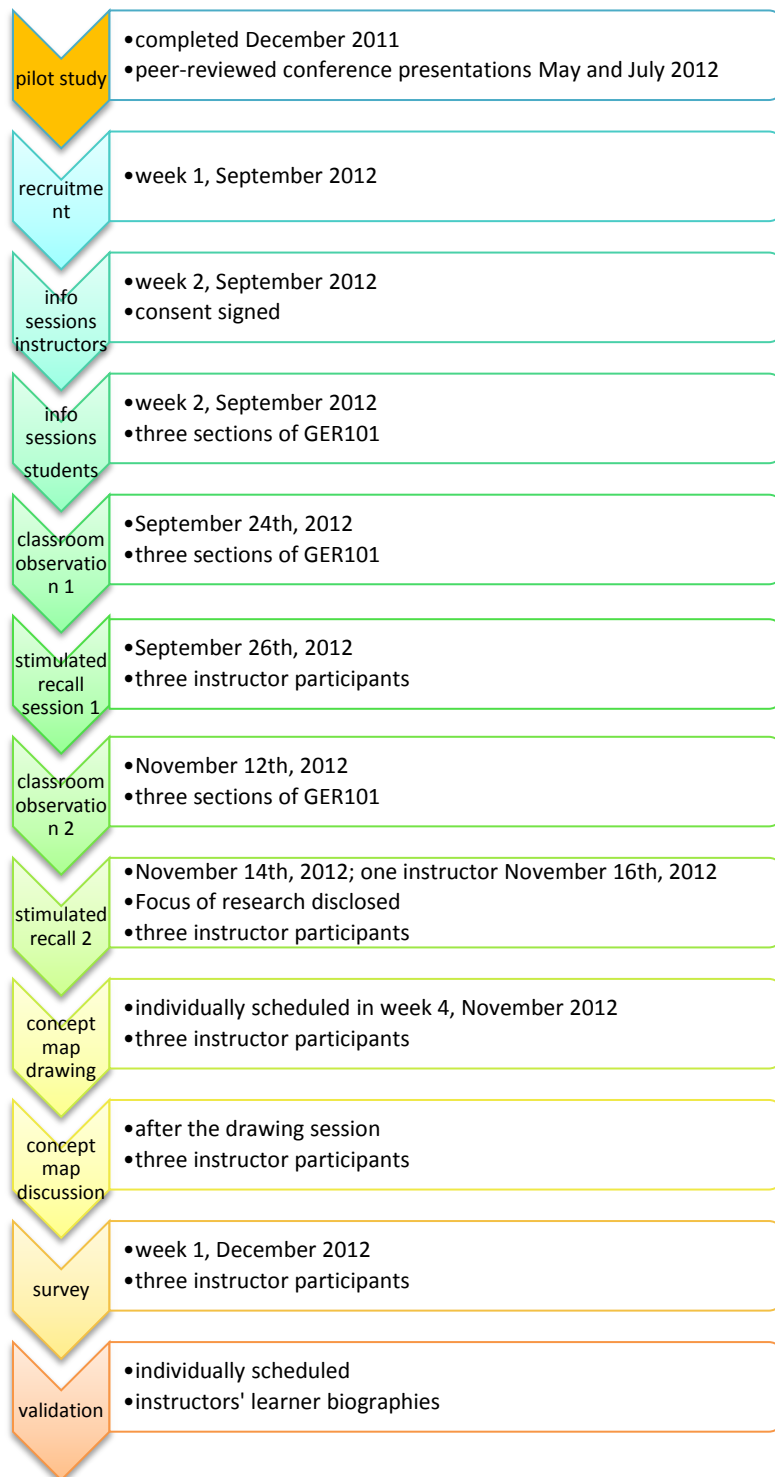 pilot study
•completed December 2011
•peer-reviewed conference presentations May and July 2012
recruitme
nt
•week 1, September 2012
info
sessions
instructors
•week 2, September 2012
•consent signed
info
sessions
students
•week 2, September 2012
•three sections of GER101
classroom
observatio
n 1
•September 24th, 2012
•three sections of GER101
stimulated
recall
session 1
•September 26th, 2012
•three instructor participants
classroom
observatio
n 2
•November 12th, 2012
•three sections of GER101
stimulated
recall 2
•November 14th, 2012; one instructor November 16th, 2012
•Focus of research disclosed
•three instructor participants
concept
map
drawing
•individually scheduled in week 4, November 2012
•three instructor participants
concept
map
discussion
•after the drawing session
•three instructor participants
survey
•week 1, December 2012
•three instructor participants
validation
•individually scheduled
•instructors' learner biographies